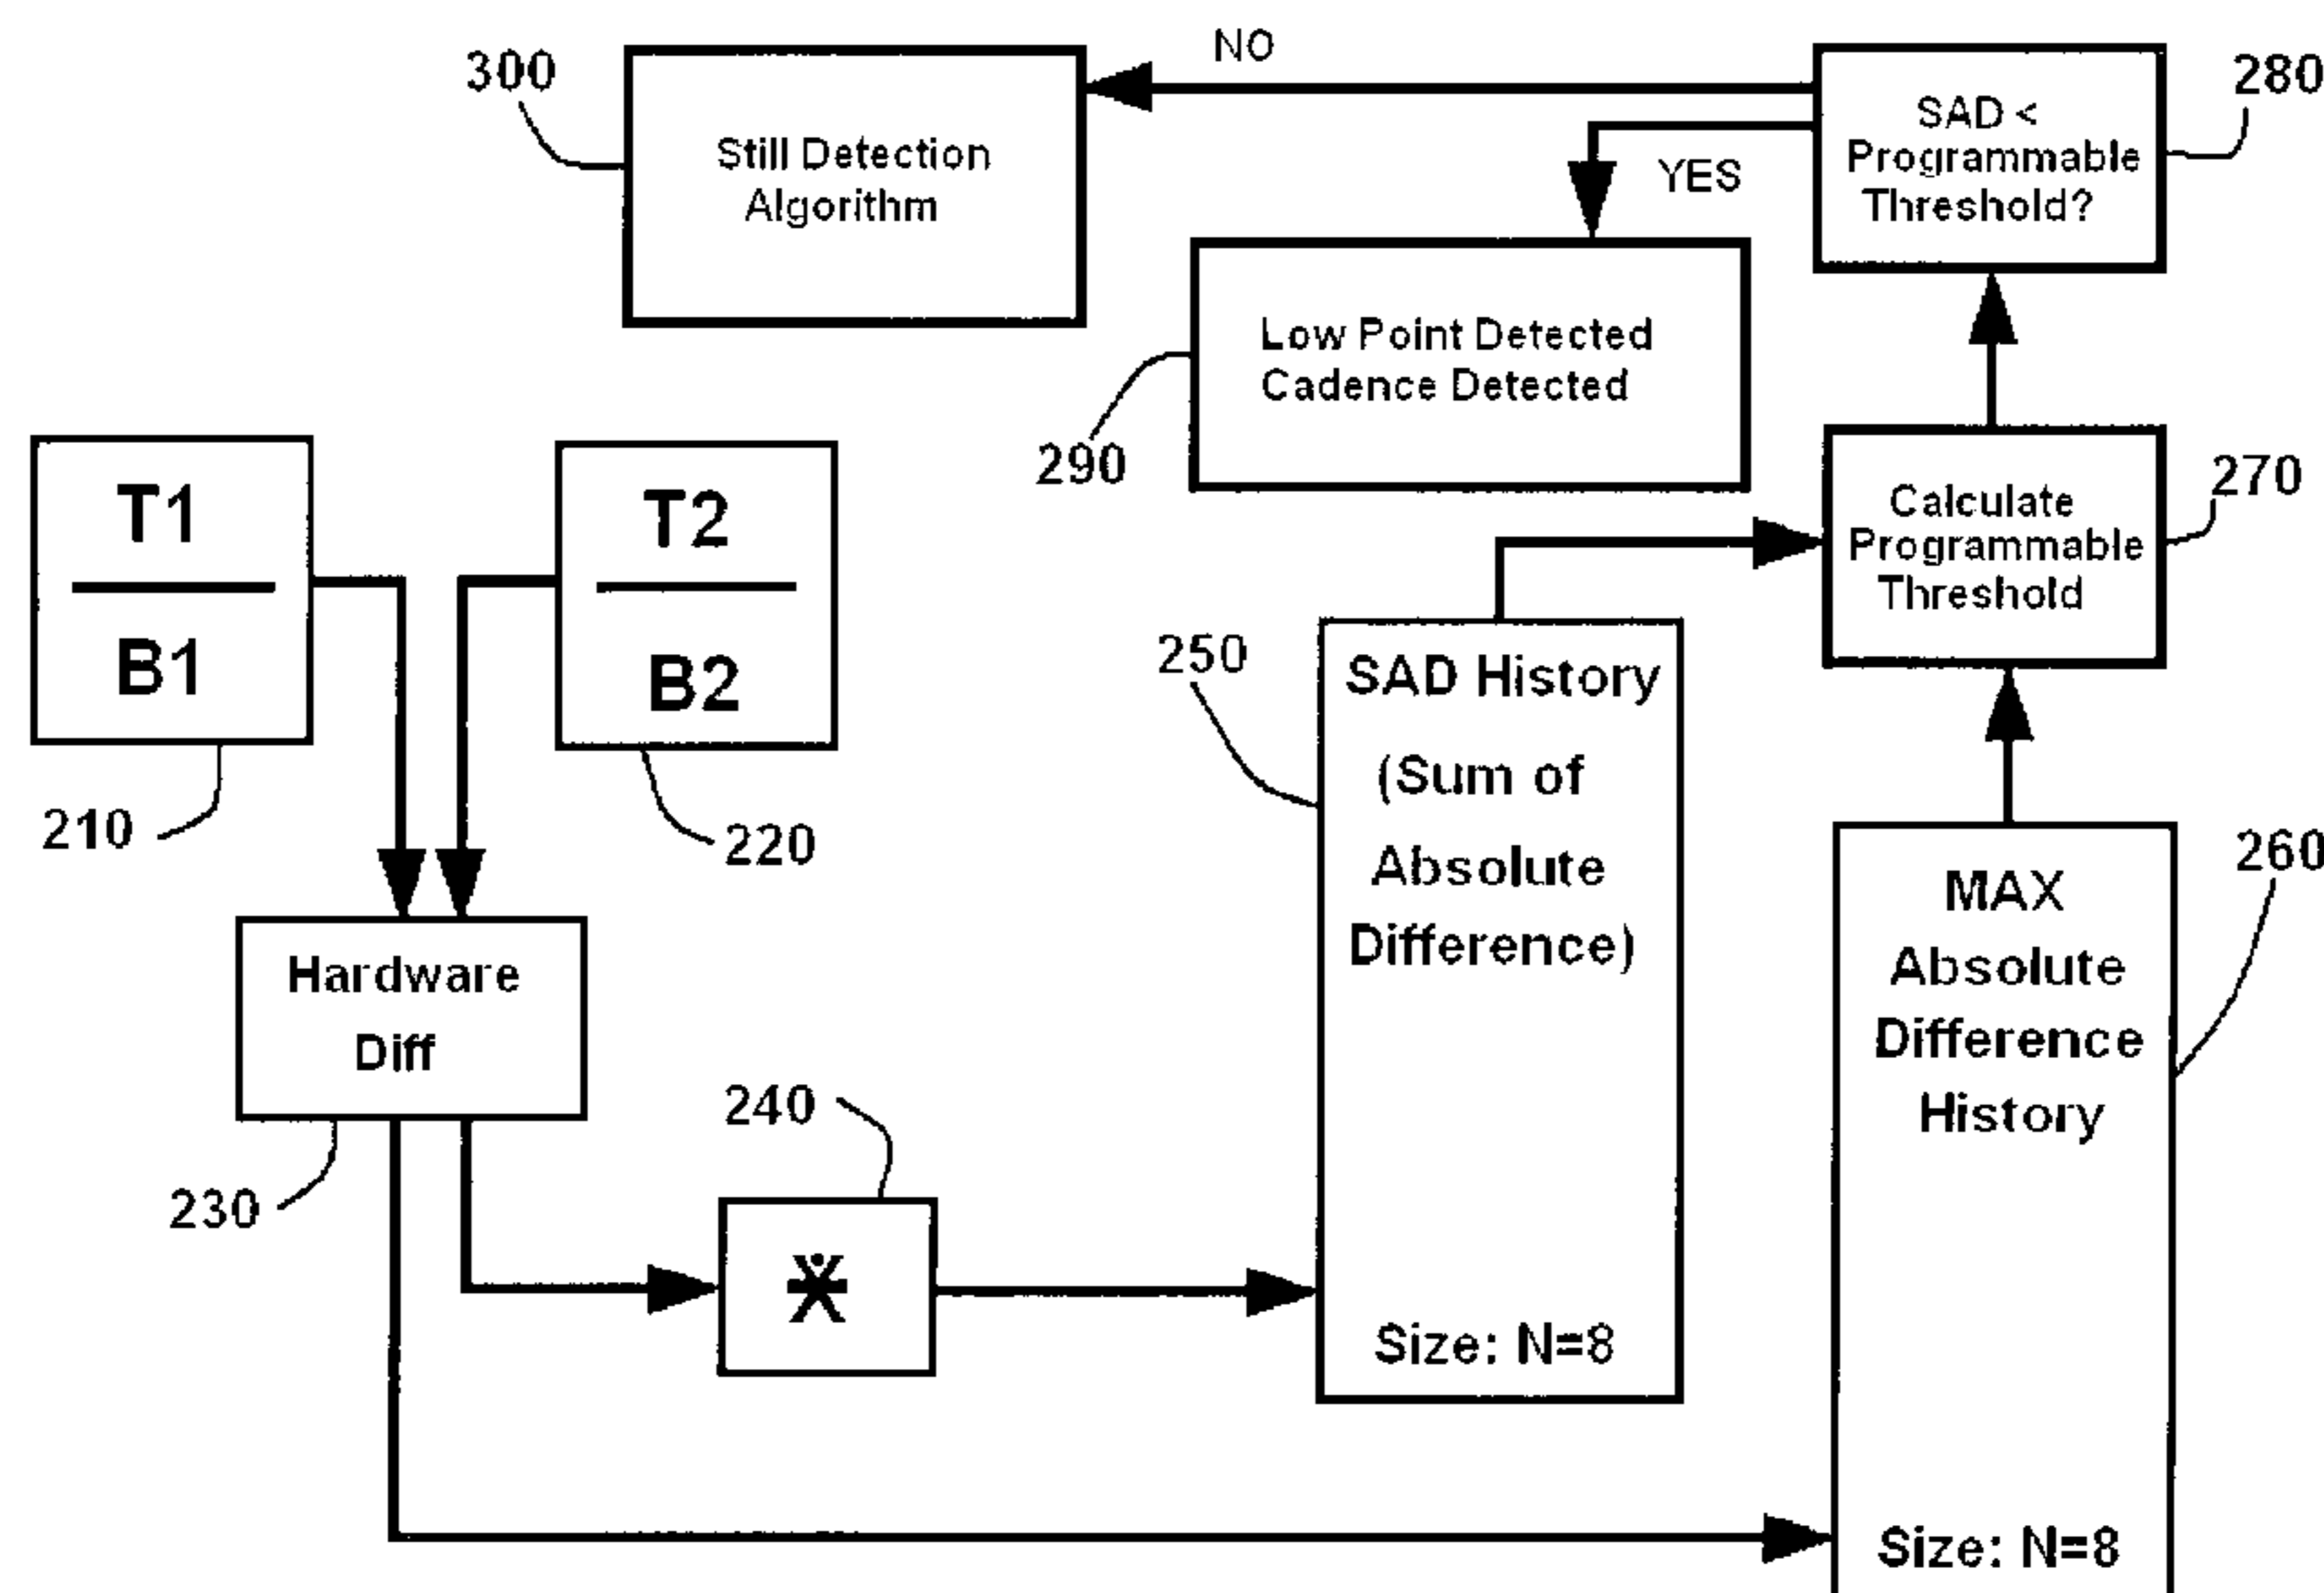 300
Still Detection
Algorithm
NO
YES
SAD <
Programmable
Threshold?
280
Low Point Detected
Cadence Detected
290
T1
B1
210
T2
B2
220
Calculate
Programmable
Threshold
270
250
SAD History
(Sum of
Absolute
Difference)
Size: N=8
260
MAX
Absolute
Difference
History
Size: N=8
Hardware
Diff
230
240